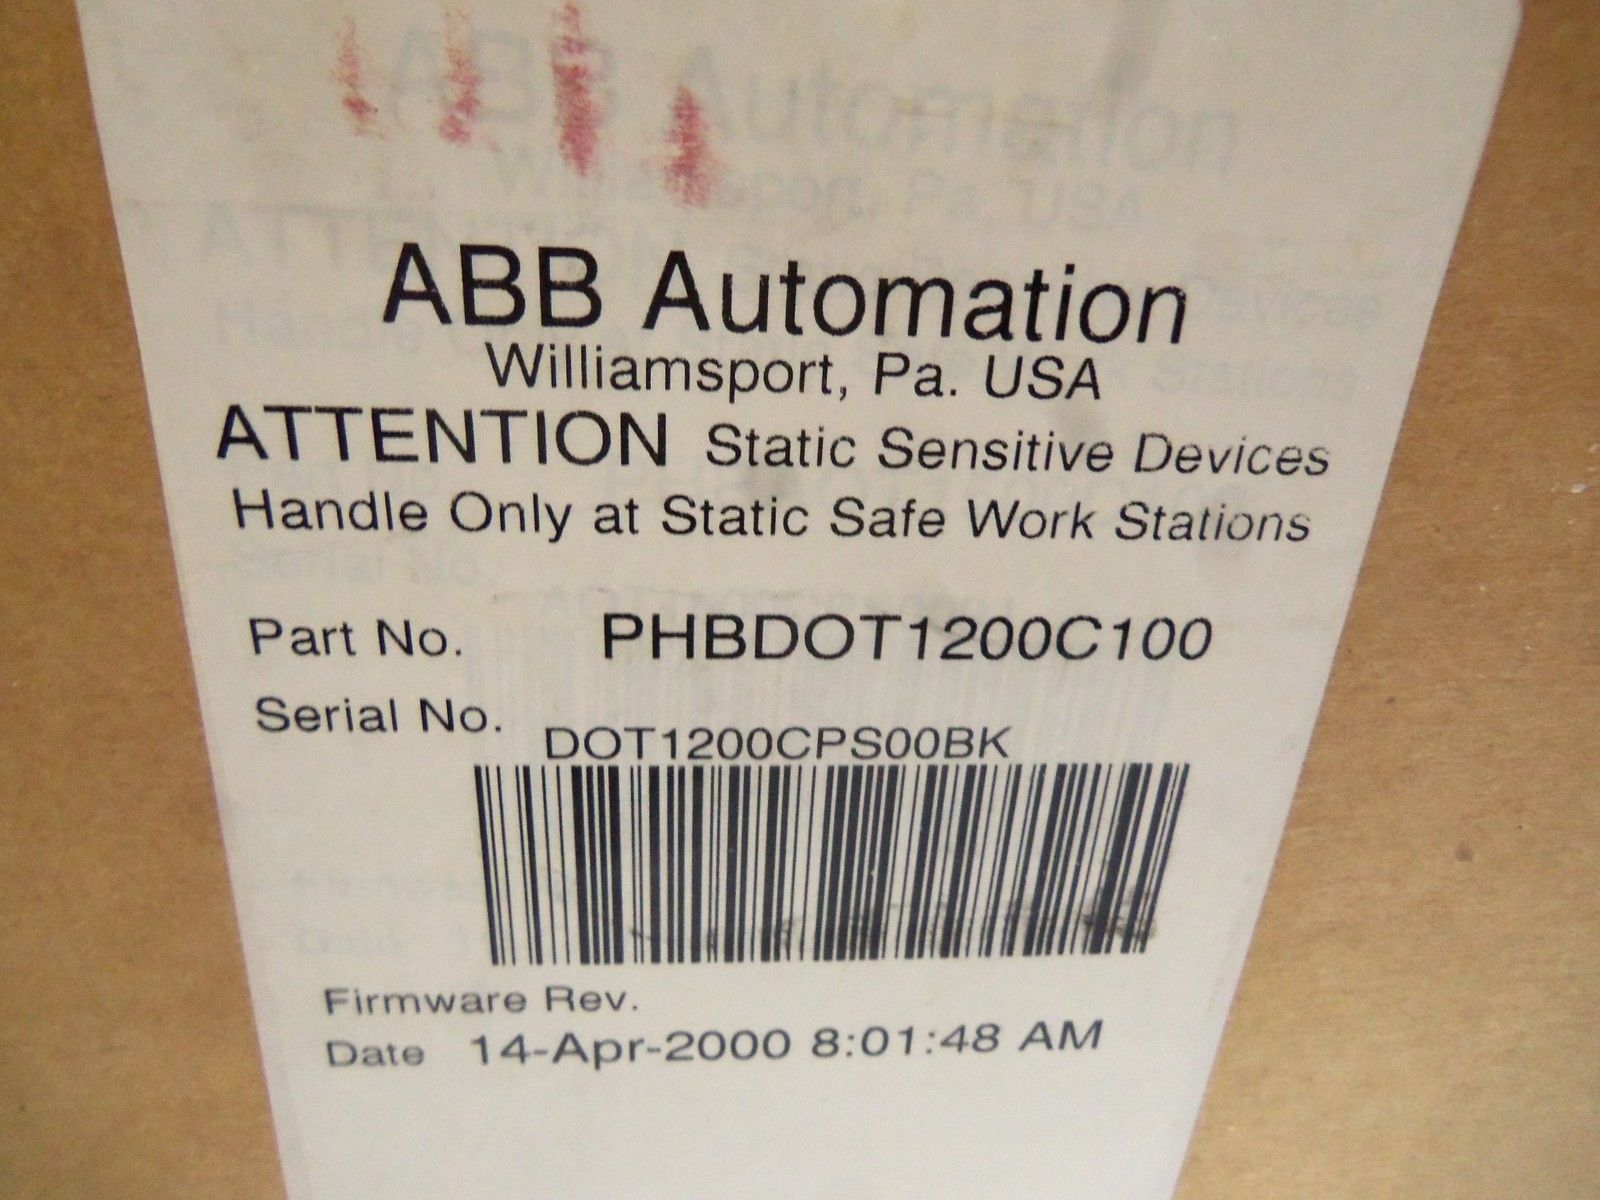 ABB Automation
Williamsport, Pa. USA
ATTENTION Static Sensitive Devices
Handle Only at Static Safe Work Stations
Part No. PHBDOT1200C100
Serial No.
DOT1200CPS00BK
Firmware Rev.
Date 14-Apr-2000 8:01:48 AM